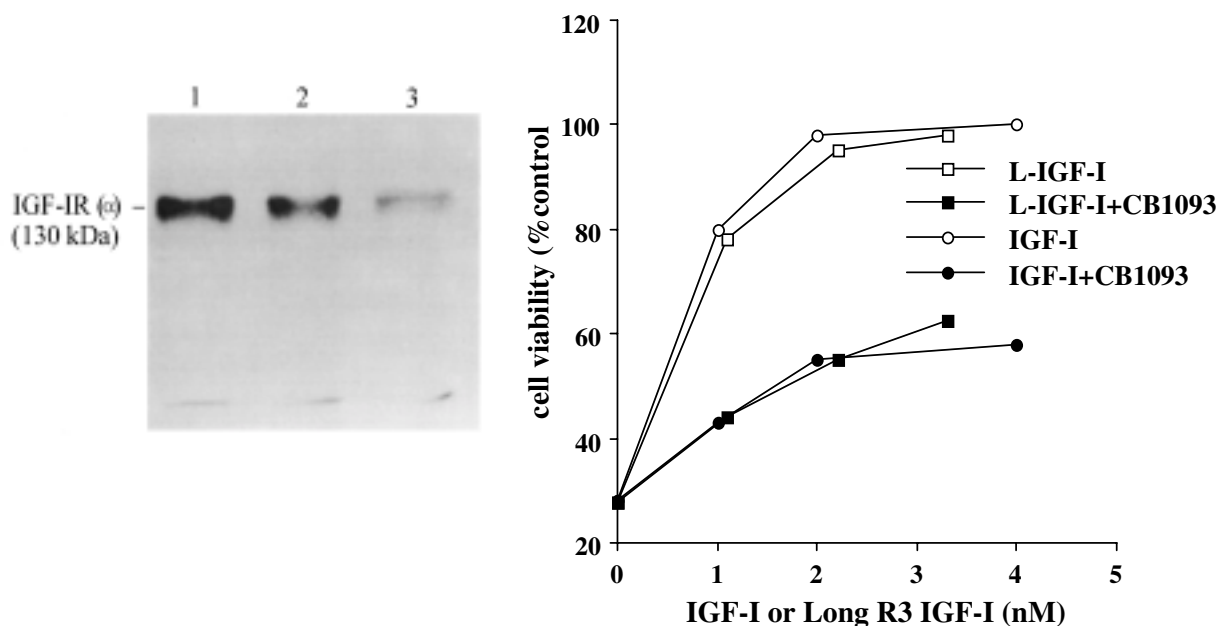 1 2 3
IGF-IR (α) –
(130 kDa)
120
100
80
60
40
20
cell viability (% control)
L-IGF-I
L-IGF-I+CB1093
IGF-I
IGF-I+CB1093
0 1 2 3 4 5
IGF-I or Long R3 IGF-I (nM)